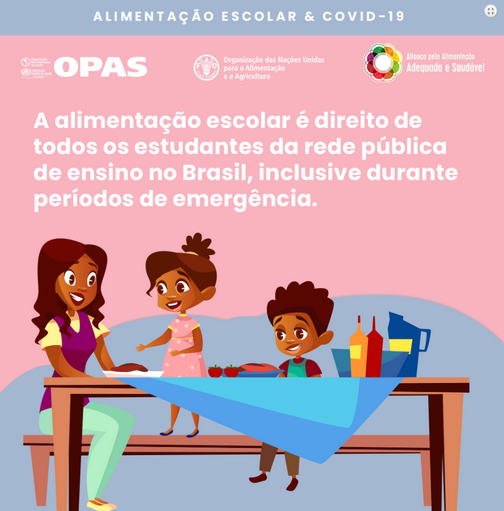 ALIMENTAÇÃO ESCOLAR & COVID-19
OPAS
FAO
Organização das Nações Unidas
para a Alimentação
e a Agricultura
Aliança pela Alimentação
Adequada e Saudável
A alimentação escolar é direito de
todos os estudantes da rede pública
de ensino no Brasil, inclusive durante
períodos de emergência.